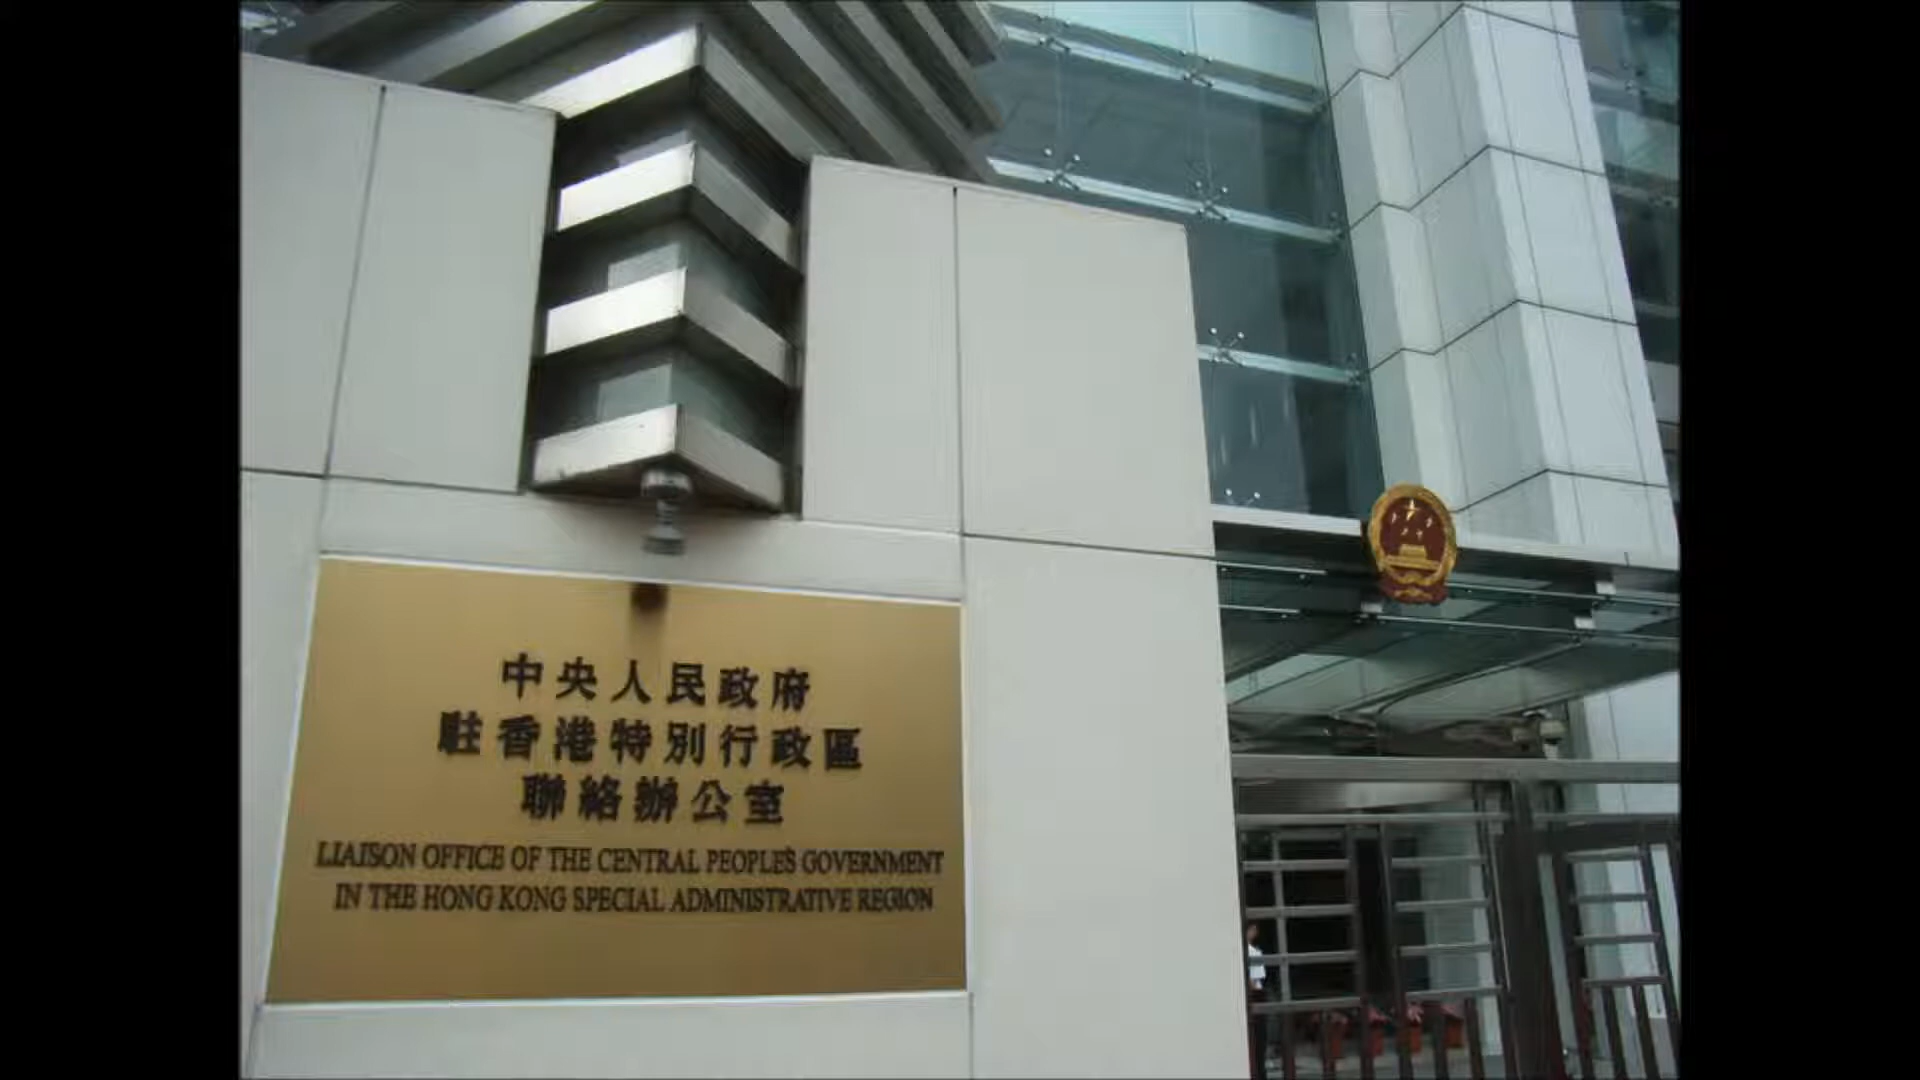 中央人民政府
駐香港特別行政區
聯絡辦公室
LIAISON OFFICE OF THE CENTRAL PEOPLE'S GOVERNMENT
IN THE HONG KONG SPECIAL ADMINISTRATIVE REGION